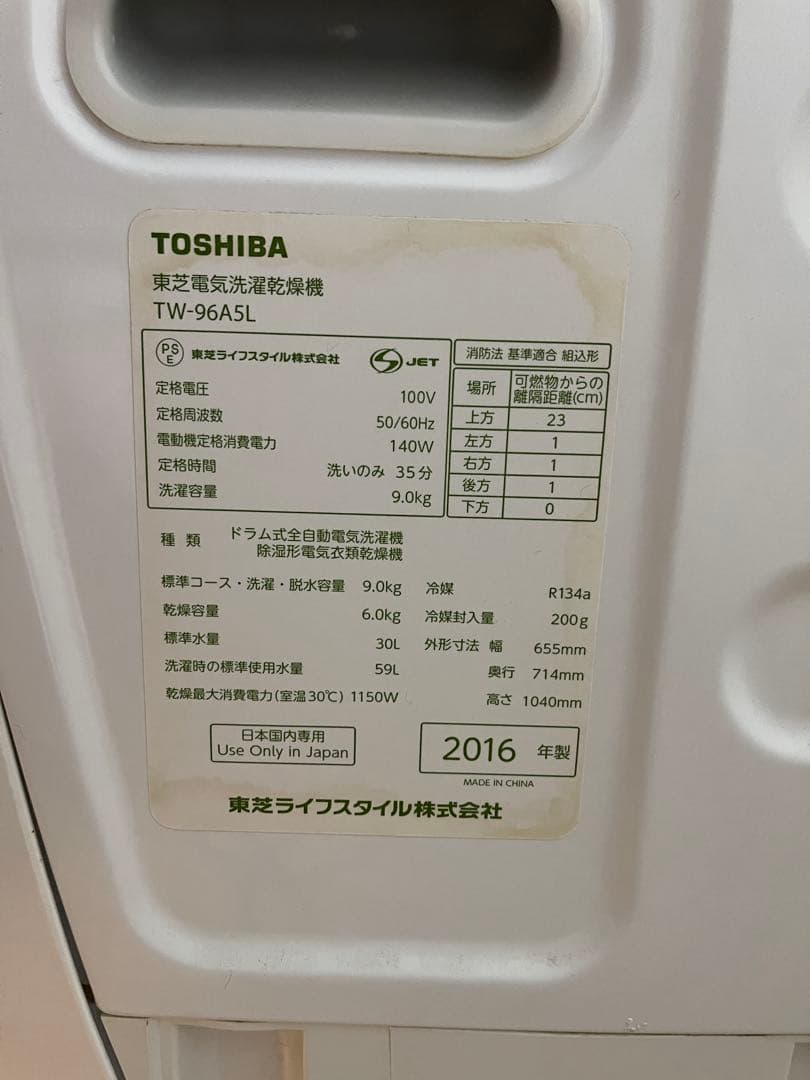 TOSHIBA
東芝電気洗濯乾燥機
TW-96A5L
PS
E
東芝ライフスタイル株式会社
JET
定格電圧 100V
定格周波数 50/60Hz
電動機定格消費電力 140W
定格時間 洗いのみ 35分
洗濯容量 9.0kg
消防法 基準適合 組込形
場所 可燃物からの
離隔距離(cm)
上方 23
左方 1
右方 1
後方 1
下方 0
種類 ドラム式全自動電気洗濯機
除湿形電気衣類乾燥機
標準コース・洗濯・脱水容量 9.0kg
乾燥容量 6.0kg
標準水量 30L
洗濯時の標準使用水量 59L
乾燥最大消費電力(室温30℃) 1150W
冷媒 R134a
冷媒封入量 200g
外形寸法 幅 655mm
奥行 714mm
高さ 1040mm
日本国内専用
Use Only in Japan
2016 年製
MADE IN CHINA
東芝ライフスタイル株式会社